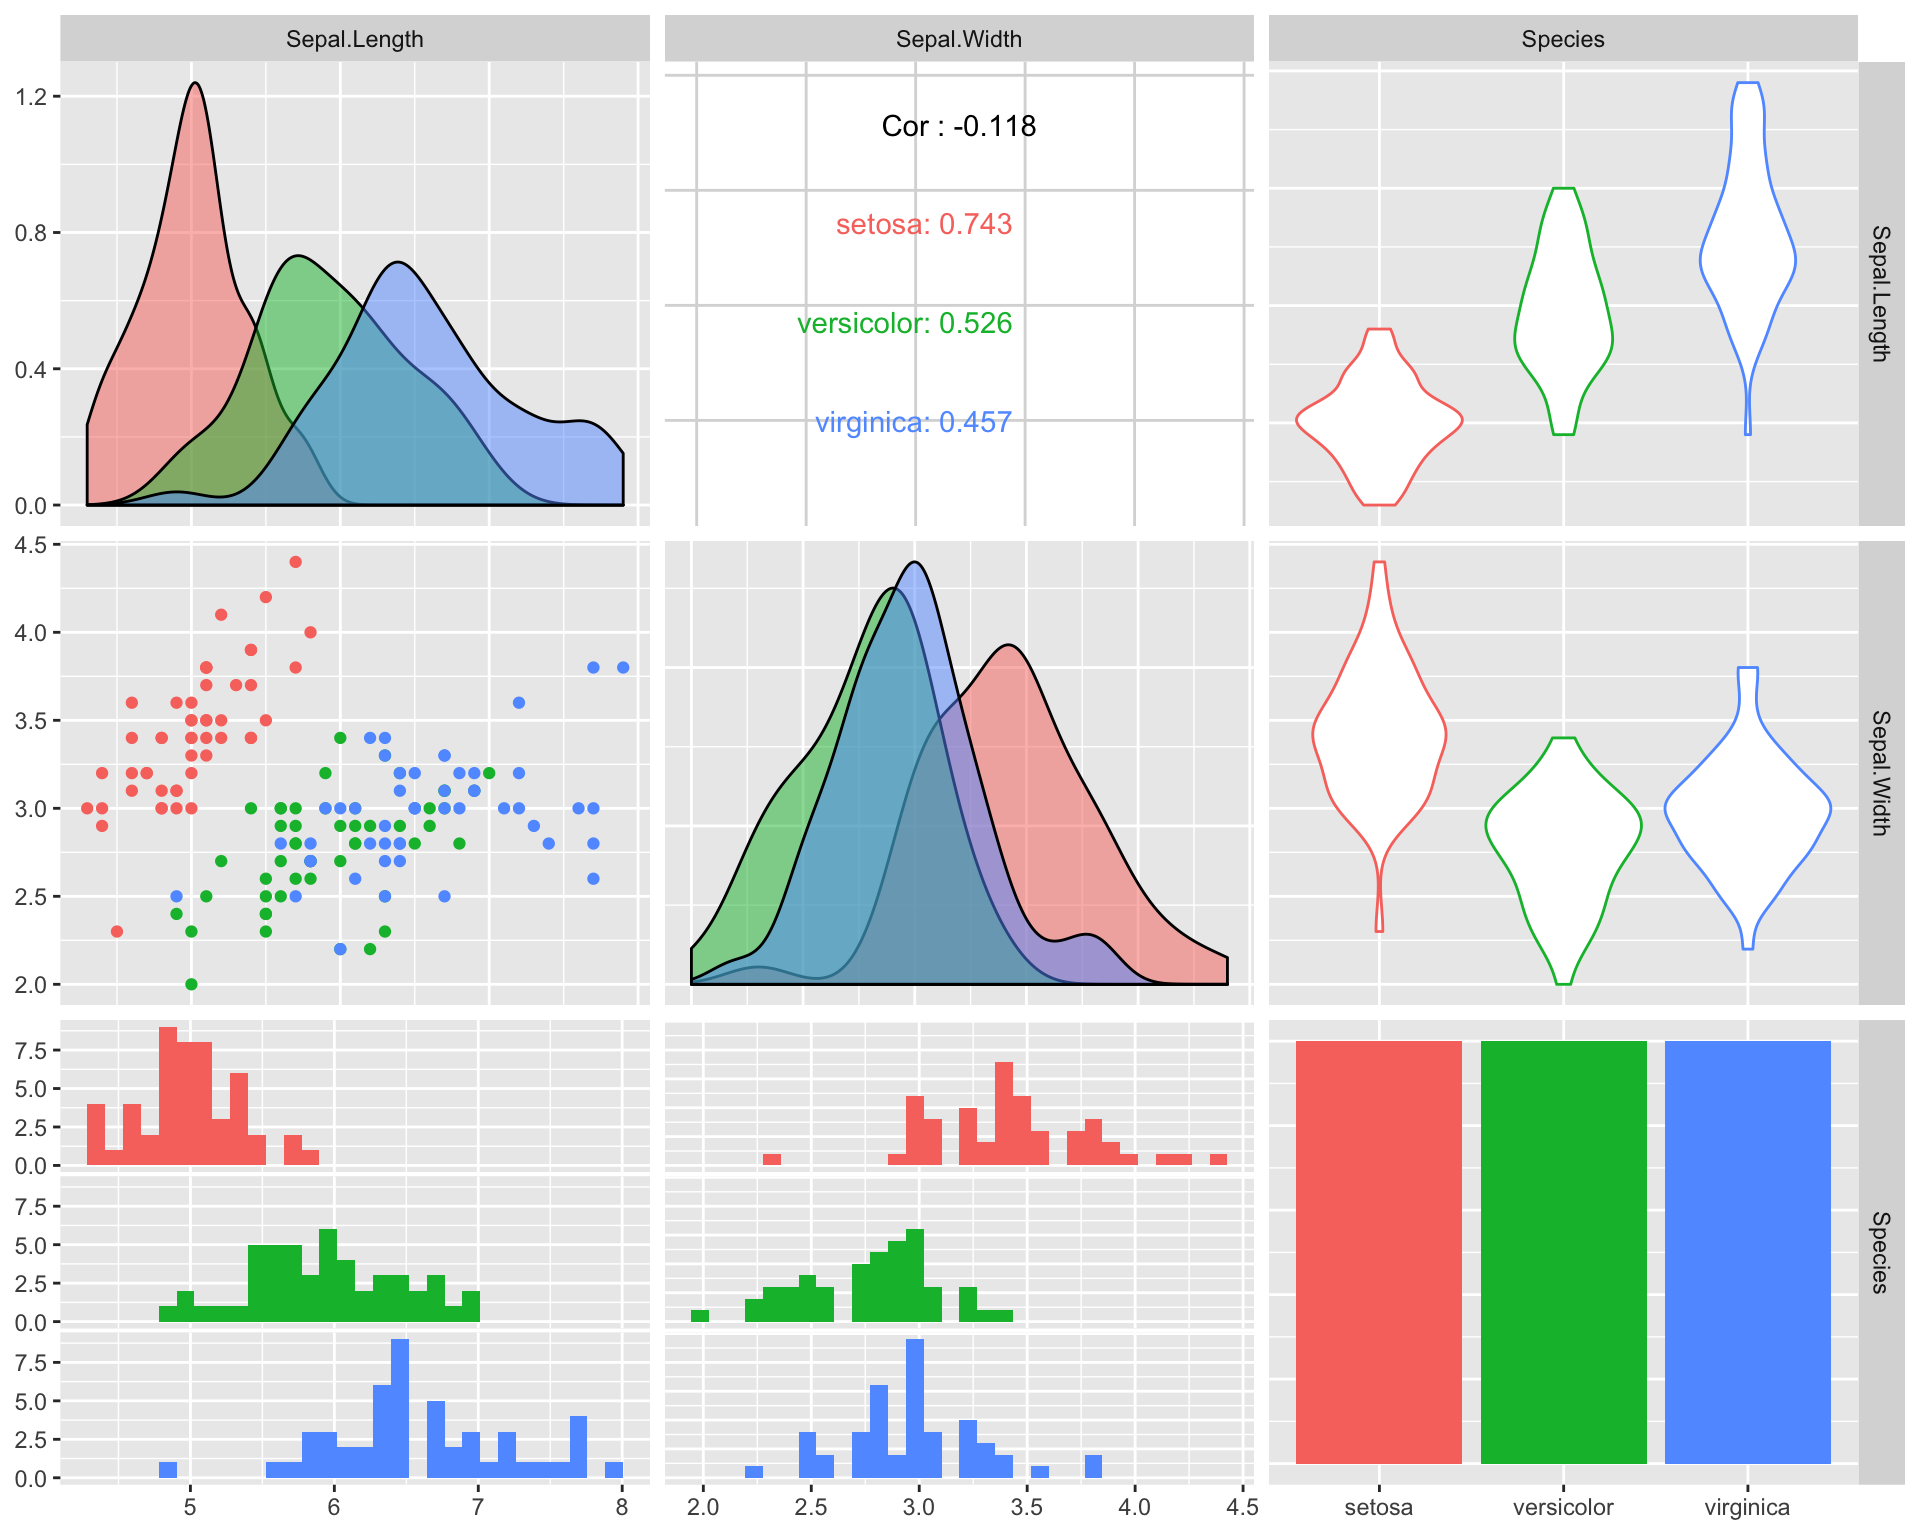 Sepal.Length
Sepal.Width
Species
1.2
0.8
0.4
0.0
Cor : -0.118
setosa: 0.743
versicolor: 0.526
virginica: 0.457
Sepal.Length
4.5
4.0
3.5
3.0
2.5
2.0
Sepal.Width
7.5
5.0
2.5
0.0
7.5
5.0
2.5
0.0
7.5
5.0
2.5
0.0
Species
5 6 7 8
2.0 2.5 3.0 3.5 4.0 4.5
setosa versicolor virginica